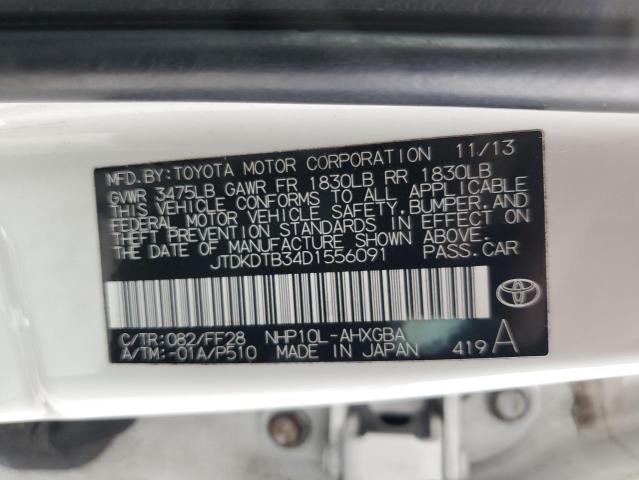 MFD.BY:TOYOTA MOTOR CORPORATION 11/13
GVWR 3475LB GAWR FR 1830LB RR 1830LB
THIS VEHICLE CONFORMS TO ALL APPLICABLE
FEDERAL MOTOR VEHICLE SAFETY,BUMPER,AND
THEFT PREVENTION STANDARDS IN EFFECT ON
THE DATE OF MANUFACTURE SHOWN ABOVE.
JTDKDTB34D1556091 PASS.CAR
C/TR:082/FF28 NHP10L-AHXGBA
A/TM:-01A/P510 MADE IN JAPAN 419 A